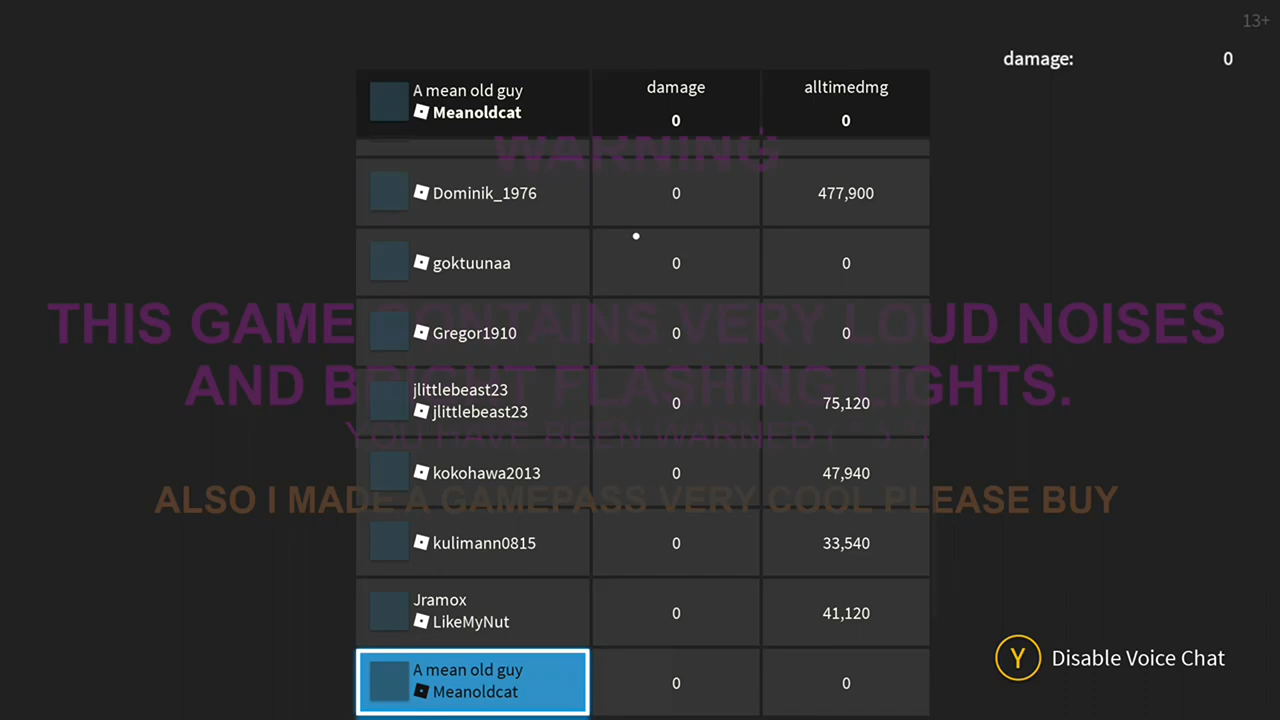 13+
damage: 0
A mean old guy damage alltimedmg
Meanoldcat 0 0
WARNING
Dominik_1976 0 477,900
goktuunaa 0 0
THIS GAME CONTAINS VERY LOUD NOISES
Gregor1910 0 0
AND BRIGHT FLASHING LIGHTS.
jlittlebeast23
jlittlebeast23 0 75,120
YOU HAVE BEEN WARNED
kokohawa2013 0 47,940
ALSO I MADE A GAMEPASS VERY COOL PLEASE BUY
kulimann0815 0 33,540
Jramox
LikeMyNut 0 41,120
Y Disable Voice Chat
A mean old guy
Meanoldcat 0 0